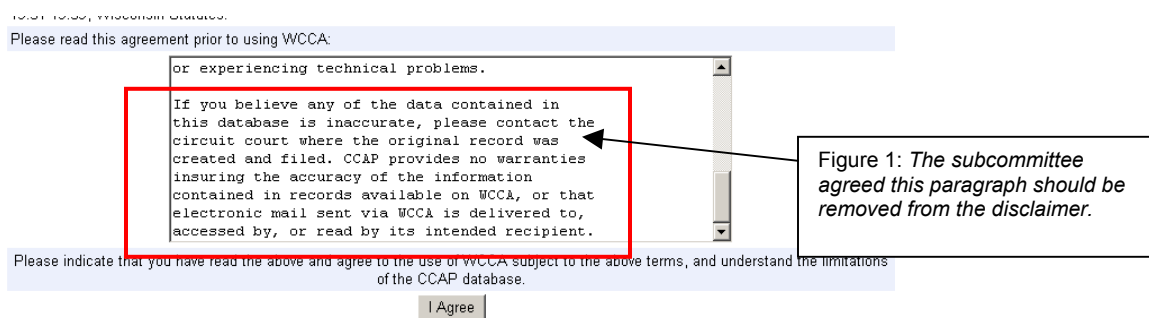 19.31-19.39, Wisconsin Statutes.
Please read this agreement prior to using WCCA:
or experiencing technical problems.
If you believe any of the data contained in
this database is inaccurate, please contact the
circuit court where the original record was
created and filed. CCAP provides no warranties
insuring the accuracy of the information
contained in records available on WCCA, or that
electronic mail sent via WCCA is delivered to,
accessed by, or read by its intended recipient.
Figure 1: The subcommittee
agreed this paragraph should be
removed from the disclaimer.
Please indicate that you have read the above and agree to the use of WCCA subject to the above terms, and understand the limitations
of the CCAP database.
I Agree